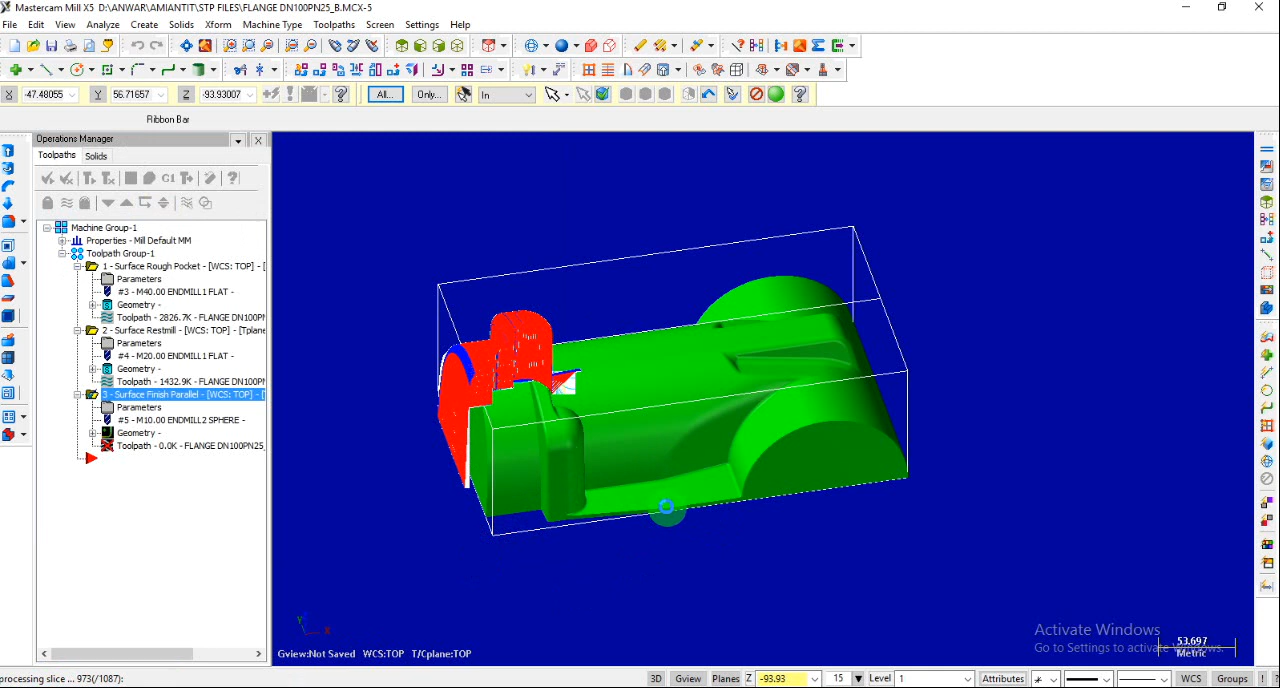 Mastercam Mill X5 D:\ANWAR\AMIANTIT\STP FILES\FLANGE DN100PN25_B.MCX-5
File Edit View Analyze Create Solids Xform Machine Type Toolpaths Screen Settings Help
X -47.48055 Y 56.71657 Z -93.93007 All... Only... In
Ribbon Bar
Operations Manager
Toolpaths Solids
G1
Machine Group-1
Properties - Mill Default MM
Toolpath Group-1
1 - Surface Rough Pocket - [WCS: TOP] - [
Parameters
#3 - M40.00 ENDMILL1 FLAT -
Geometry -
Toolpath - 2826.7K - FLANGE DN100PN
2 - Surface Restmill - [WCS: TOP] - [Tplane
Parameters
#4 - M20.00 ENDMILL1 FLAT -
Geometry -
Toolpath - 1432.9K - FLANGE DN100PN
3 - Surface Finish Parallel - [WCS: TOP] - [
Parameters
#5 - M10.00 ENDMILL2 SPHERE -
Geometry -
Toolpath - 0.0K - FLANGE DN100PN25_
Y
X
Gview:Not Saved WCS:TOP T/Cplane:TOP
Activate Windows
Go to Settings to activate Windows.
53.697
Metric
processing slice ... 973(/1087):
3D Gview Planes Z -93.93 15 Level 1 Attributes WCS Groups ! ?